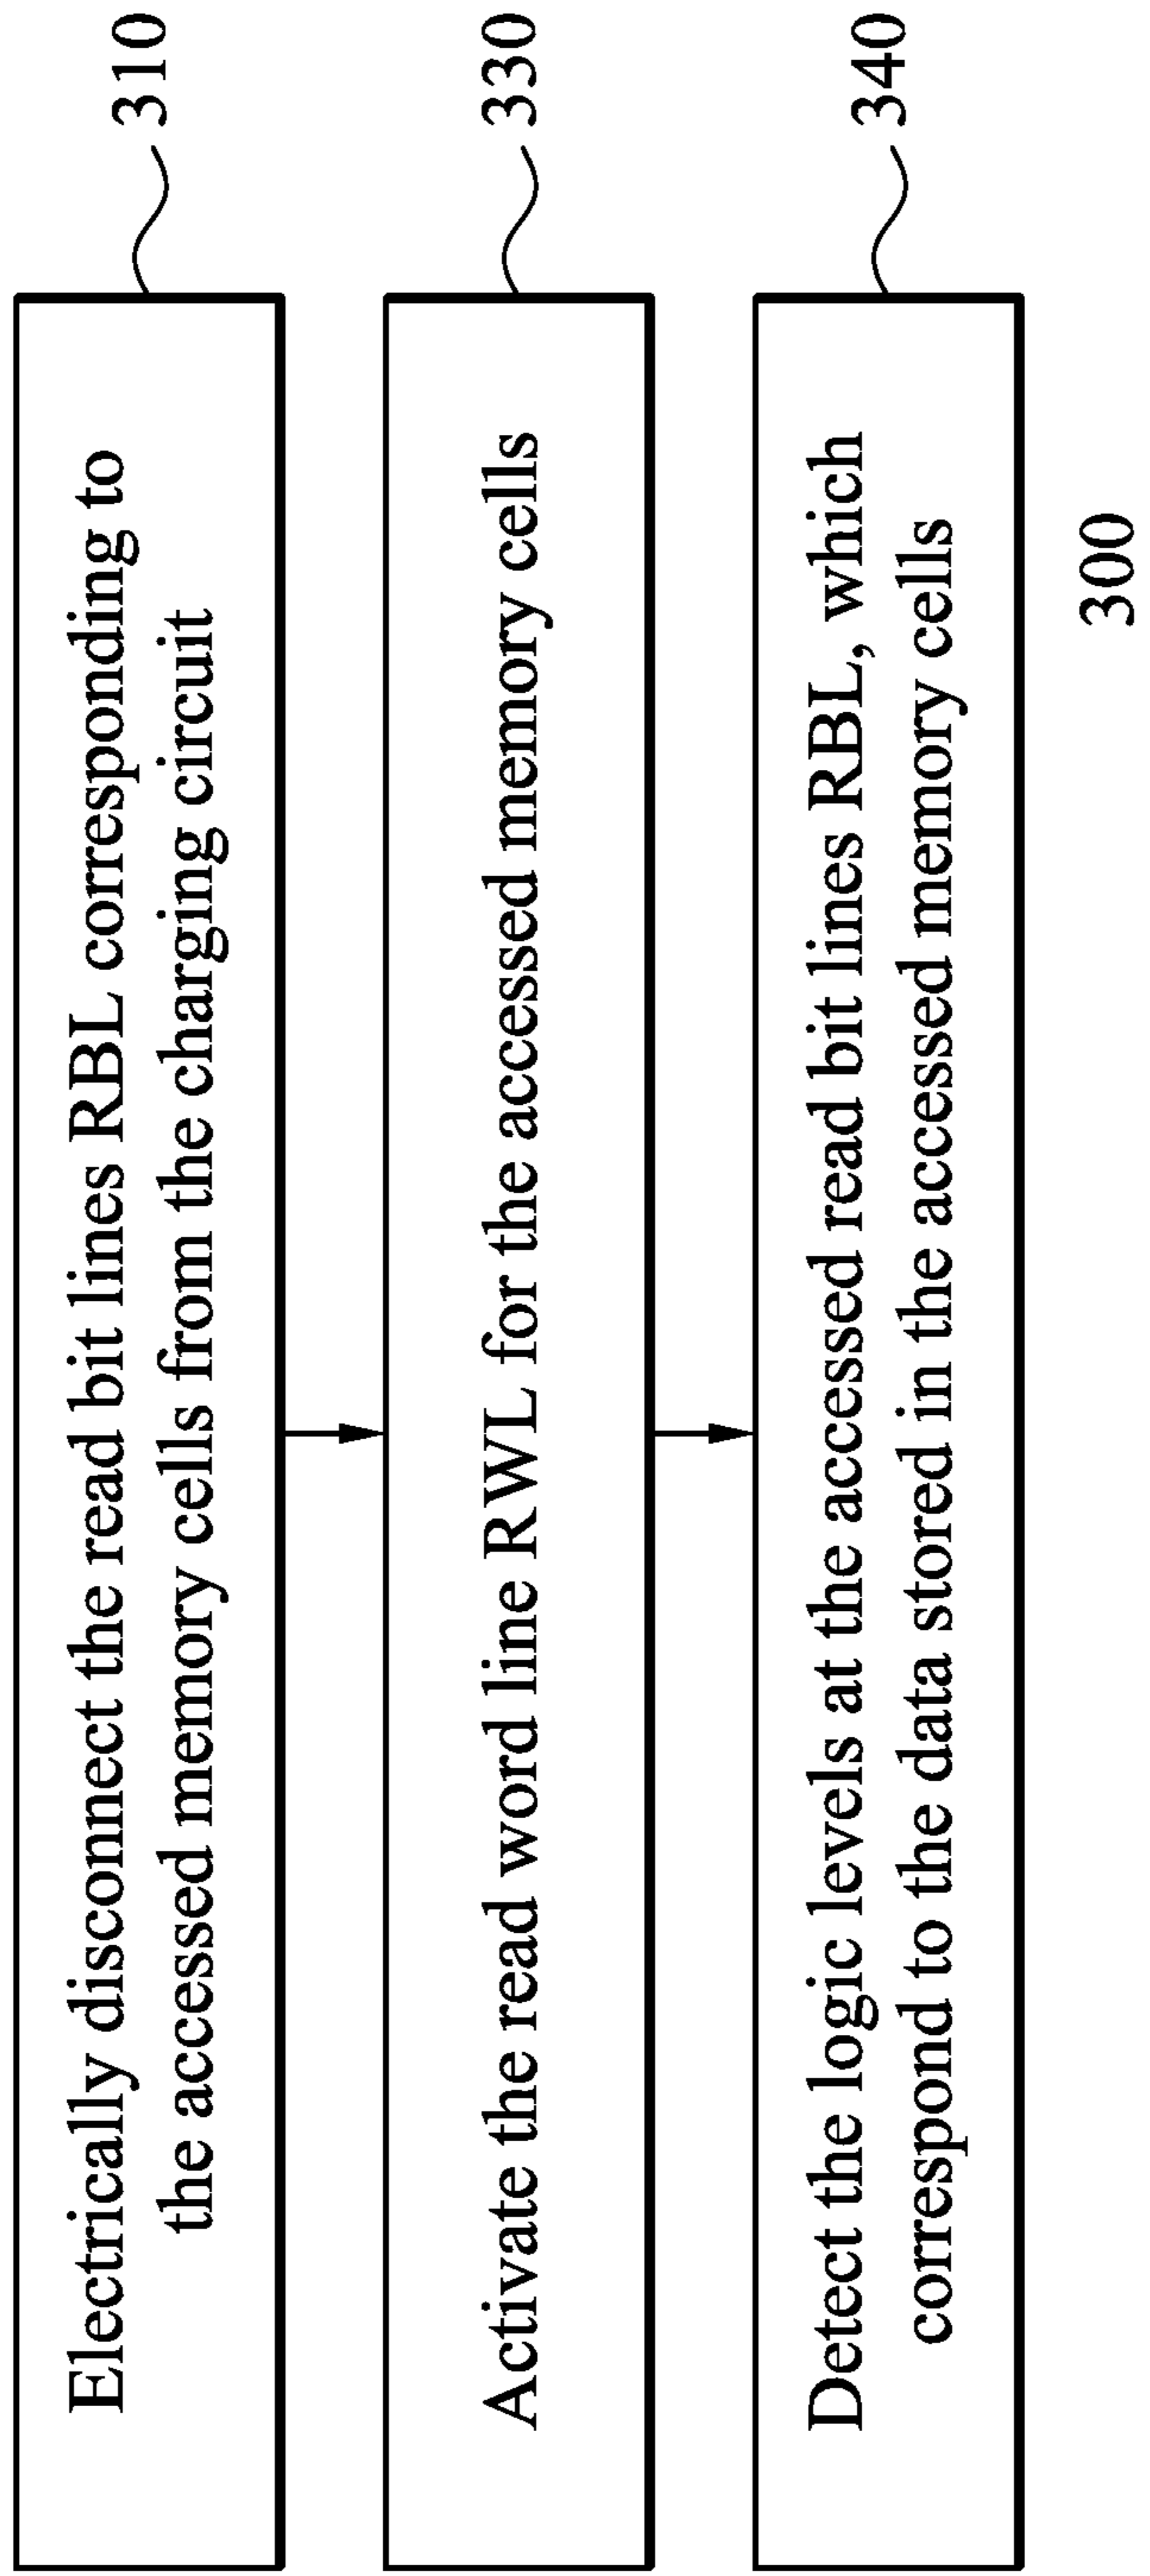 Electrically disconnect the read bit lines RBL corresponding to
the accessed memory cells from the charging circuit
310
Activate the read word line RWL for the accessed memory cells
330
Detect the logic levels at the accessed read bit lines RBL, which
correspond to the data stored in the accessed memory cells
340
300